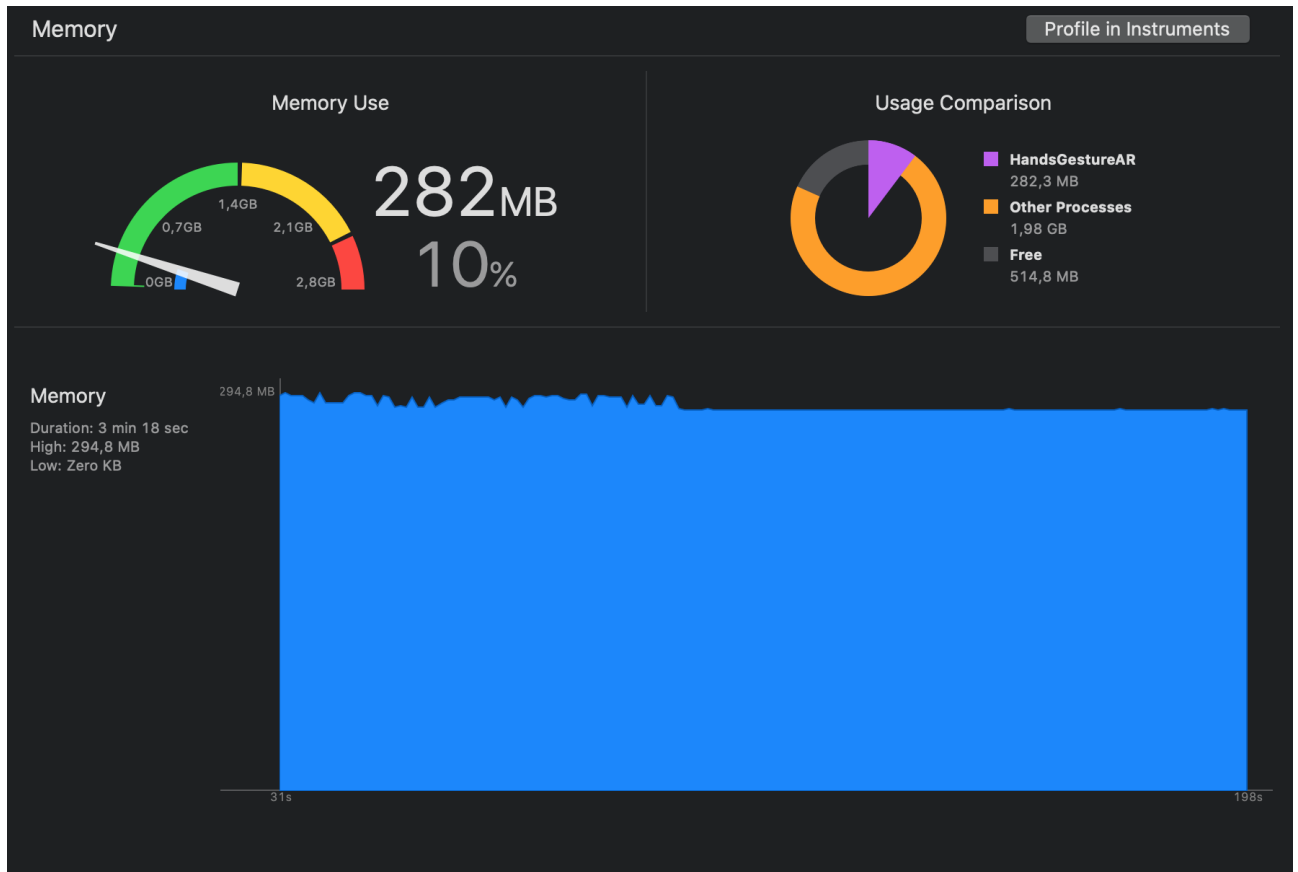 Memory
Profile in Instruments
Memory Use
0GB
0,7GB
1,4GB
2,1GB
2,8GB
282MB
10%
Usage Comparison
HandsGestureAR
282,3 MB
Other Processes
1,98 GB
Free
514,8 MB
Memory
Duration: 3 min 18 sec
High: 294,8 MB
Low: Zero KB
294,8 MB
31s
198s